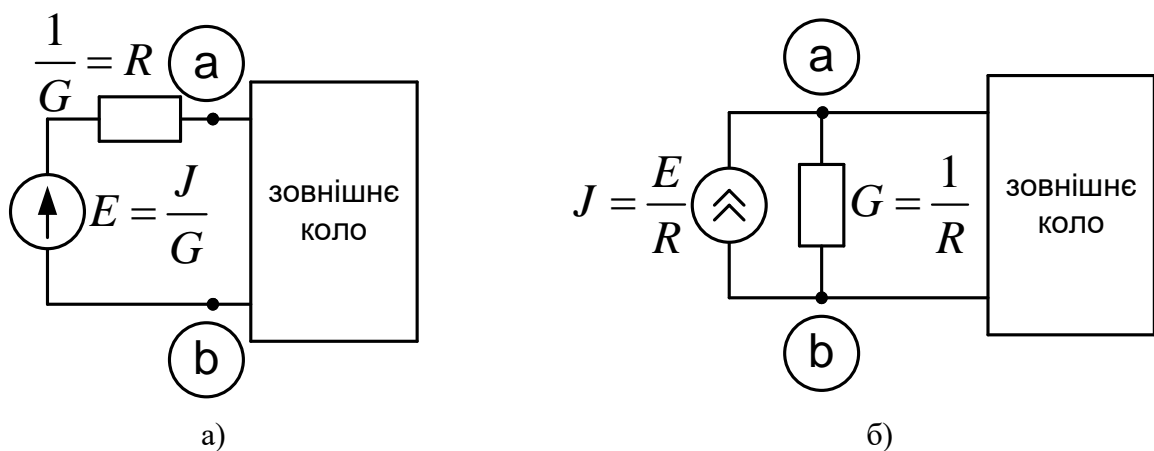 1/G = R
a
E = J/G
зовнішнє
коло
b
а)
a
J = E/R
G = 1/R
зовнішнє
коло
b
б)